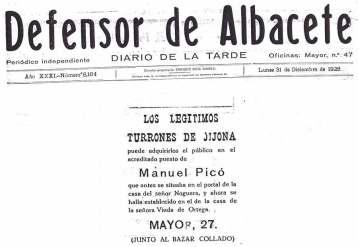 Defensor de Albacete
Periódico independiente DIARIO DE LA TARDE Oficinas: Mayor, n.º 47
Año XXXI.-Número 8,104
Lunes 31 de Diciembre de 1928
LOS LEGITIMOS
TURRONES DE JIJONA
puede adquirirlos el público en el
acreditado puesto de
Manuel Picó
que antes se situaba en el portal de la
casa del señor Noguera, y ahora se
halla establecido en el de la casa de
la señora Viuda de Ortega.
MAYOR, 27.
(JUNTO AL BAZAR COLLADO)